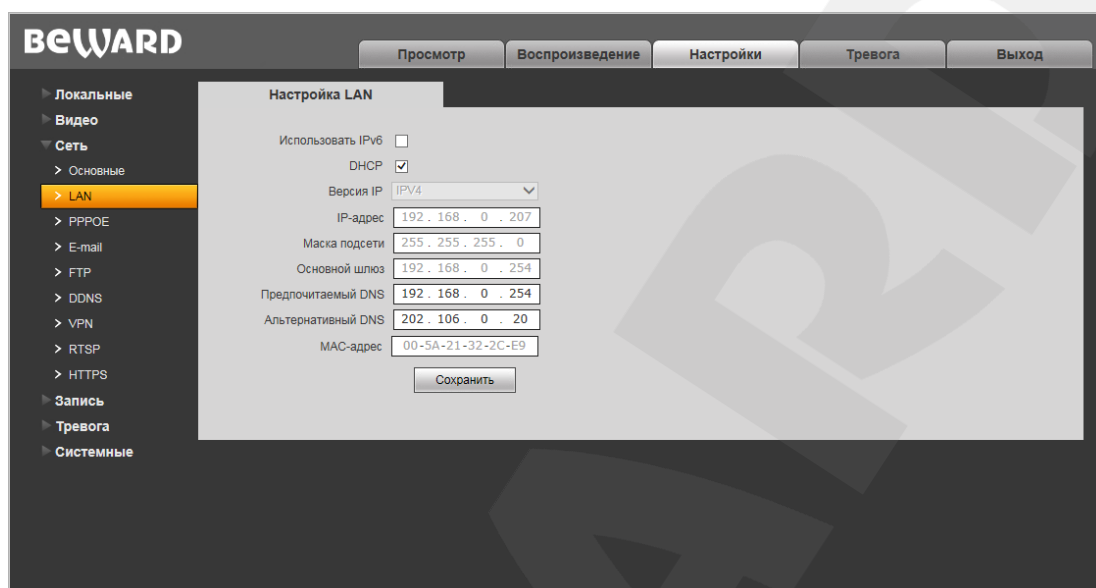 BEWARD
Просмотр Воспроизведение Настройки Тревога Выход
Локальные
Видео
Сеть
Основные
LAN
PPPOE
E-mail
FTP
DDNS
VPN
RTSP
HTTPS
Запись
Тревога
Системные
Настройка LAN
Использовать IPv6
DHCP
Версия IP IPV4
IP-адрес 192 . 168 . 0 . 207
Маска подсети 255 . 255 . 255 . 0
Основной шлюз 192 . 168 . 0 . 254
Предпочитаемый DNS 192 . 168 . 0 . 254
Альтернативный DNS 202 . 106 . 0 . 20
MAC-адрес 00-5A-21-32-2C-E9
Сохранить